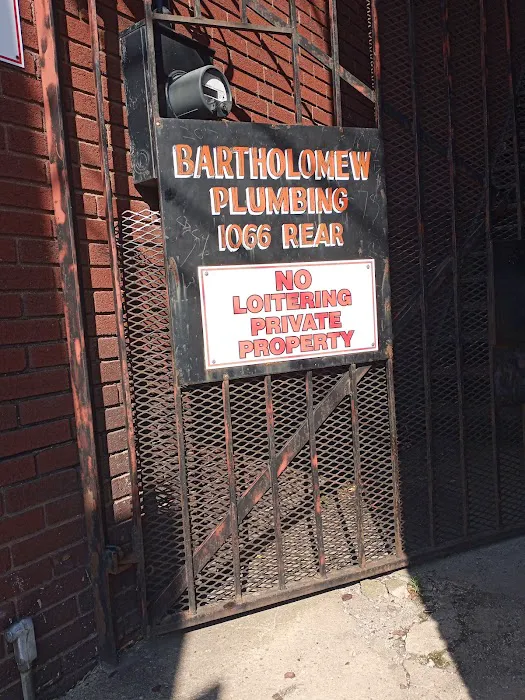 BARTHOLOMEW
PLUMBING
1066 REAR
NO
LOITERING
PRIVATE
PROPERTY